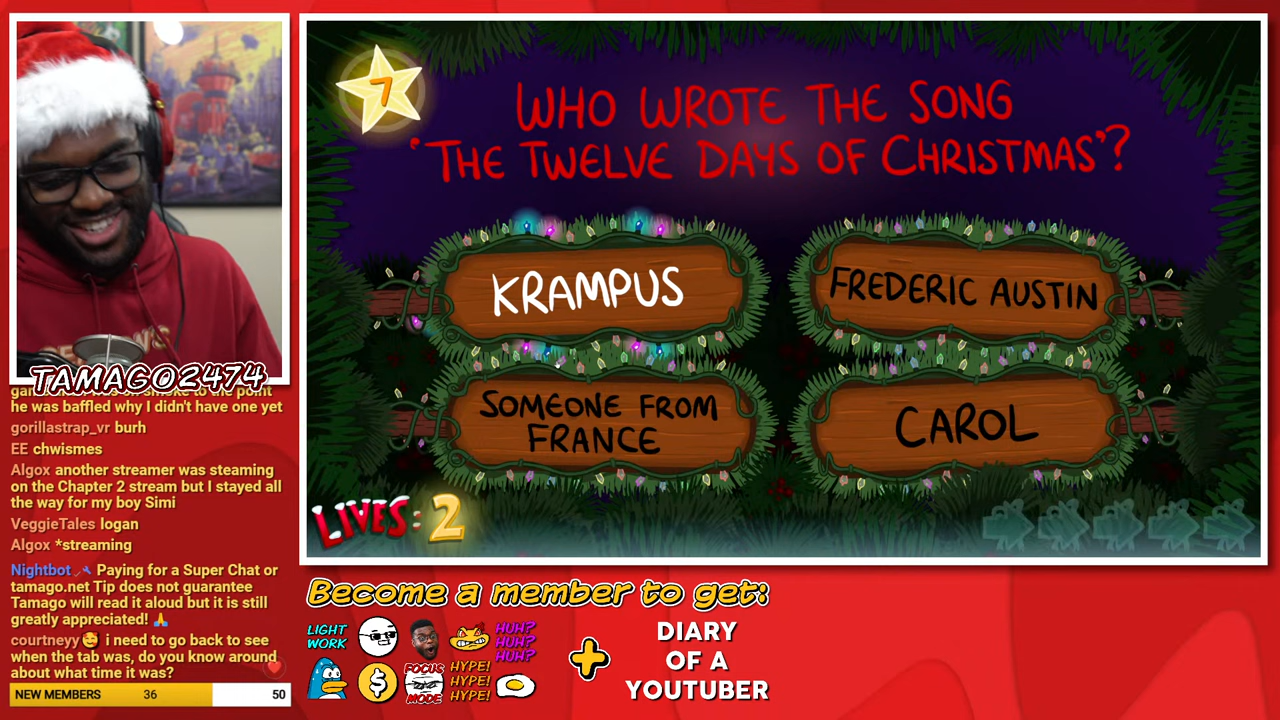 7
WHO WROTE THE SONG
'THE TWELVE DAYS OF CHRISTMAS'?
KRAMPUS
FREDERIC AUSTIN
SOMEONE FROM
FRANCE
CAROL
LIVES: 2
TAMAGO2474
he was baffled why I didn't have one yet
gorillastrap_vr burh
EE chwismes
Algox another streamer was steaming
on the Chapter 2 stream but I stayed all
the way for my boy Simi
VeggieTales logan
Algox *streaming
Nightbot Paying for a Super Chat or
tamago.net Tip does not guarantee
Tamago will read it aloud but it is still
greatly appreciated! 🙏
courtneyy🥰 i need to go back to see
when the tab was, do you know around
about what time it was?
NEW MEMBERS 36 50
Become a member to get:
LIGHT
WORK
HUH?
HUH?
HUH?
$
FOCUS
MODE
HYPE!
HYPE!
HYPE!
+
DIARY
OF A
YOUTUBER